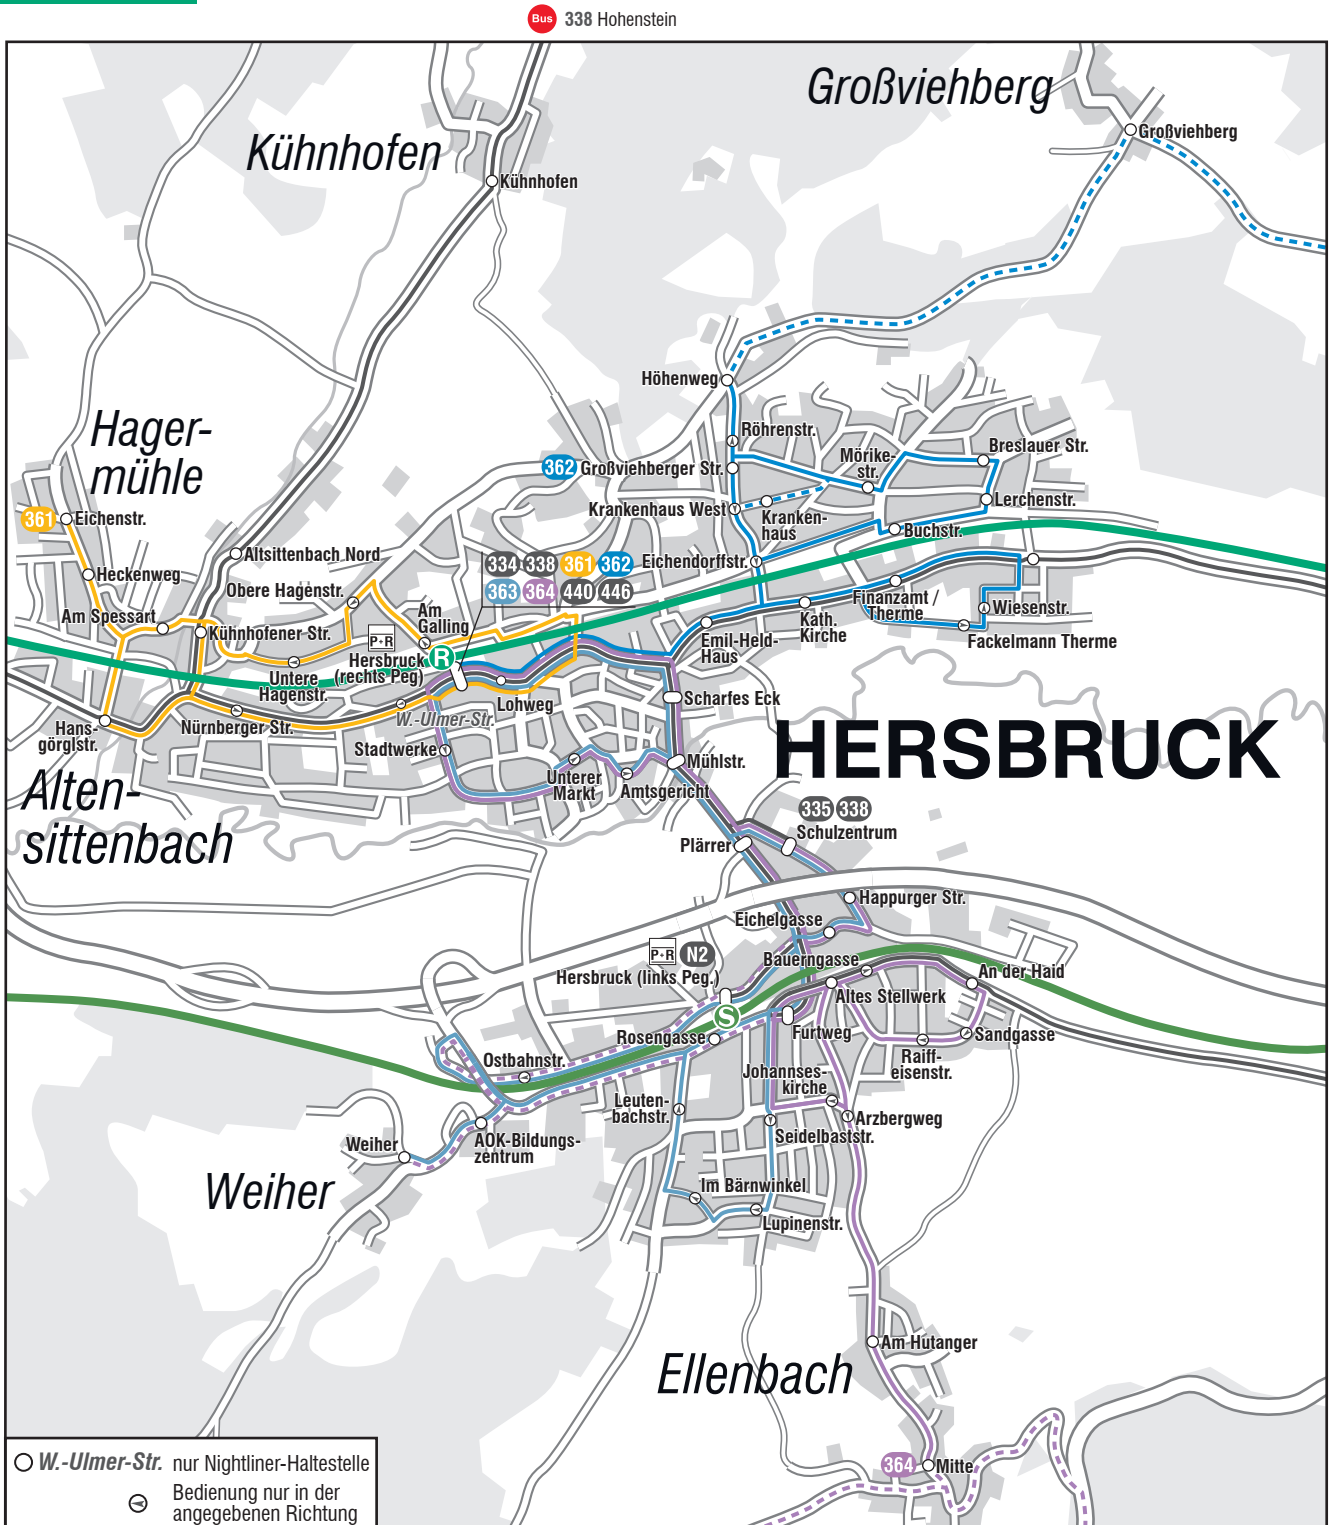 Bus 338 Hohenstein
Großviehberg
Großviehberg
Kühnhofen
Kühnhofen
Höhenweg
Hager-
mühle
Röhrenstr.
Breslauer Str.
Mörike-
str.
362 Großviehberger Str.
Lerchenstr.
361 Eichenstr.
Krankenhaus West
Kranken-
haus
Buchstr.
Altsittenbach Nord
334 338 361 362
363 364 440 446
Eichendorffstr.
Heckenweg
Obere Hagenstr.
Am
Galling
Finanzamt /
Therme
Wiesenstr.
Am Spessart
Kühnhofener Str.
P+R
Kath.
Kirche
Fackelmann Therme
Emil-Held-
Haus
Hersbruck
(rechts Peg)
R
Untere
Hagenstr.
Lohweg
Scharfes Eck
W.-Ulmer-Str.
Hans-
görglstr.
Nürnberger Str.
Stadtwerke
HERSBRUCK
Mühlstr.
Unterer
Markt
Amtsgericht
Alten-
sittenbach
335 338
Schulzentrum
Plärrer
Happurger Str.
Eichelgasse
P+R N2
Hersbruck (links Peg.)
Bauerngasse
An der Haid
Altes Stellwerk
S
Rosengasse
Furtweg
Sandgasse
Ostbahnstr.
Raiff-
eisenstr.
Johannses-
kirche
Leuten-
bachstr.
Arzbergweg
Seidelbaststr.
Weiher
AOK-Bildungs-
zentrum
Weiher
Im Bärnwinkel
Lupinenstr.
Am Hutanger
Ellenbach
364 Mitte
W.-Ulmer-Str. nur Nightliner-Haltestelle
Bedienung nur in der
angegebenen Richtung